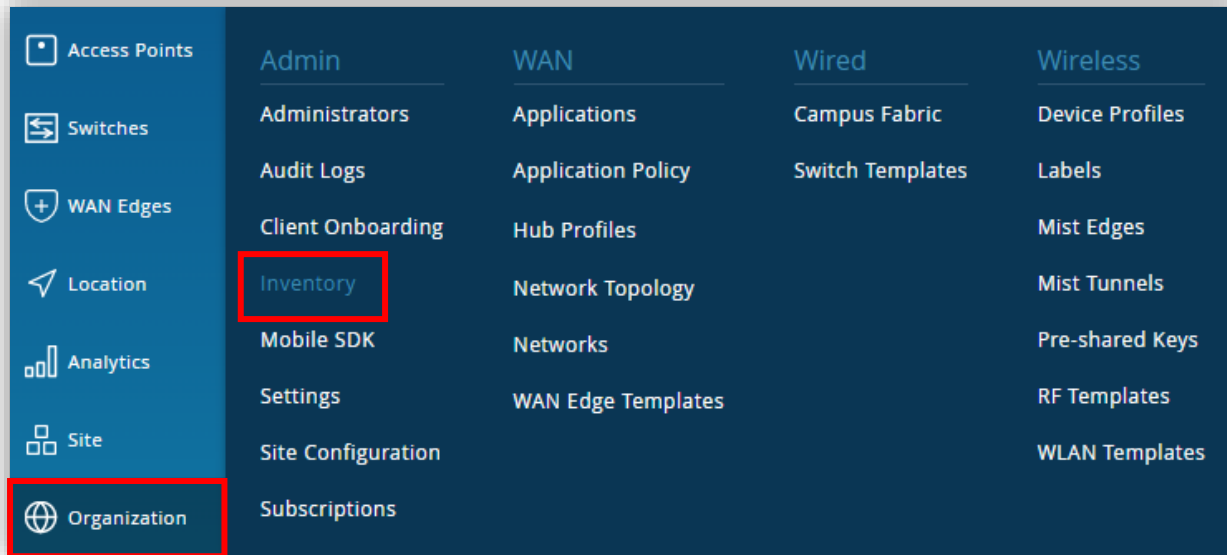 Access Points
Switches
WAN Edges
Location
Analytics
Site
Organization
Admin
Administrators
Audit Logs
Client Onboarding
Inventory
Mobile SDK
Settings
Site Configuration
Subscriptions
WAN
Applications
Application Policy
Hub Profiles
Network Topology
Networks
WAN Edge Templates
Wired
Campus Fabric
Switch Templates
Wireless
Device Profiles
Labels
Mist Edges
Mist Tunnels
Pre-shared Keys
RF Templates
WLAN Templates